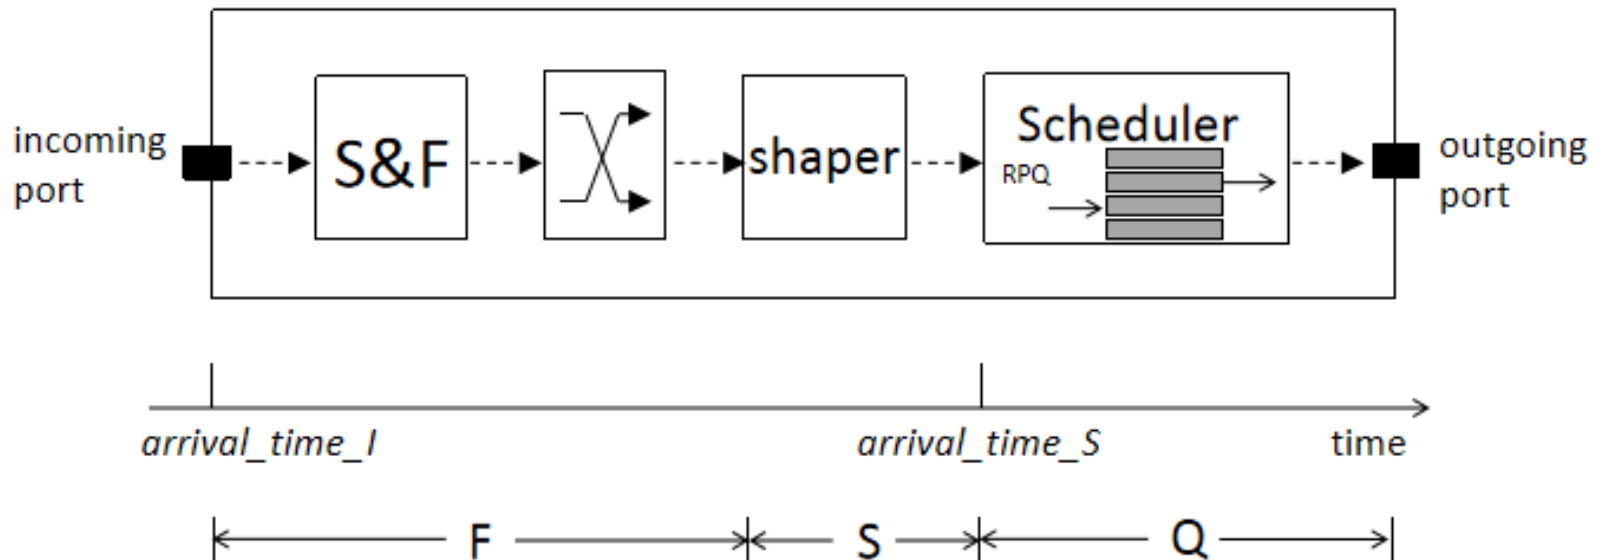 incoming
port
S&F
shaper
Scheduler
RPQ
outgoing
port
arrival_time_I
arrival_time_S
time
F
S
Q